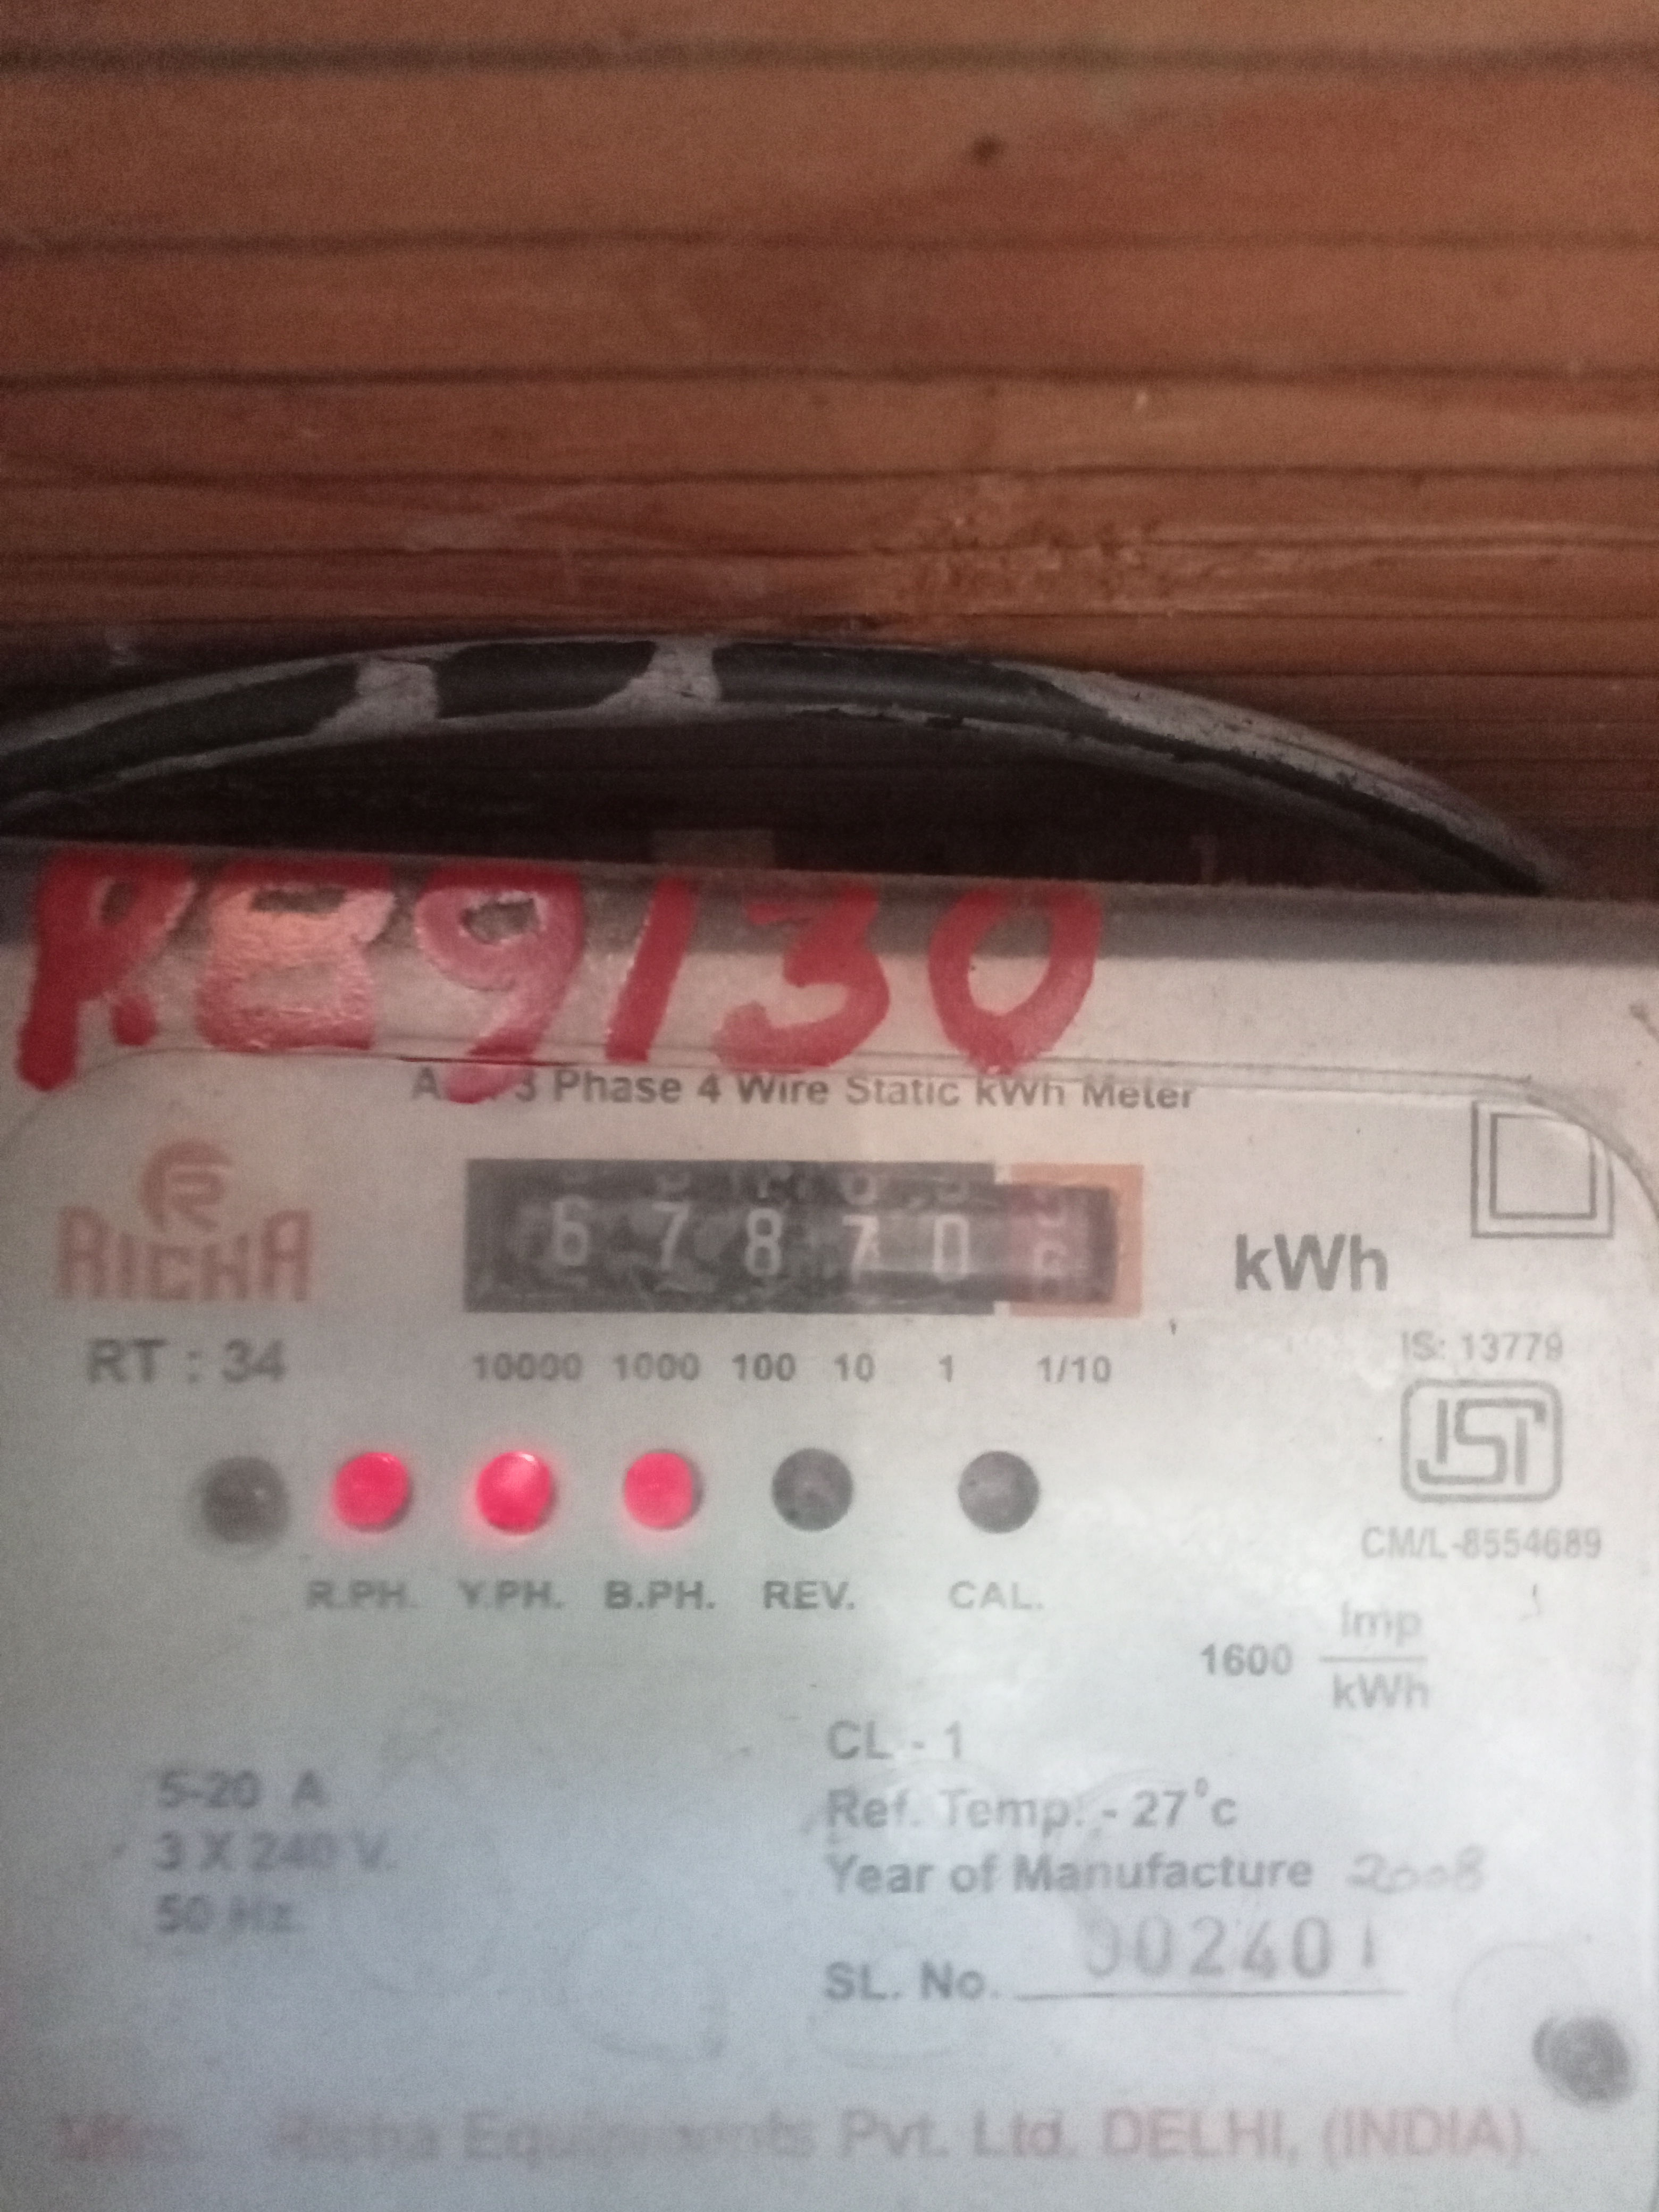 R89130
3 Phase 4 Wire Static kWh Meter
RICHA
6 7 8 7 0
kWh
RT : 34
10000 1000 100 10 1 1/10
IS: 13779
ISI
CM/L-8554689
R.PH. Y.PH. B.PH. REV. CAL.
1600 Imp
kWh
CL - 1
5-20 A
Ref. Temp. - 27°c
3 X 240 V.
Year of Manufacture 2008
50 Hz
SL. No. 002401
Richa Equipments Pvt. Ltd. DELHI, (INDIA)